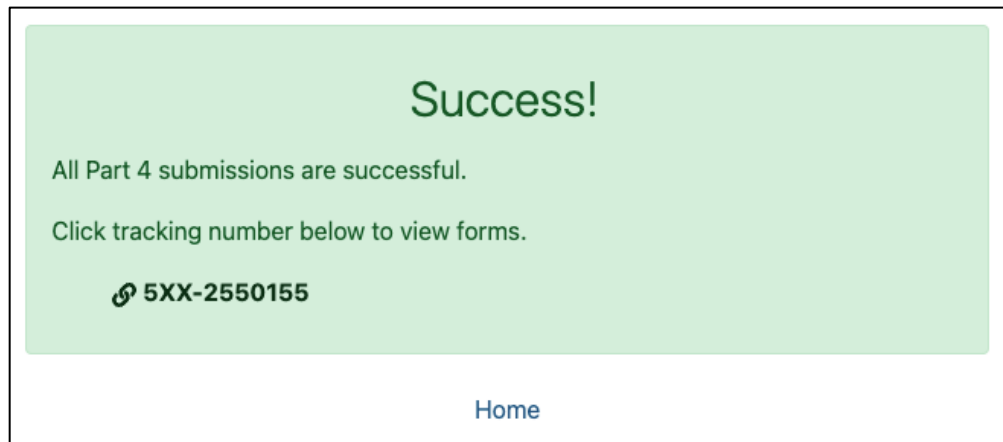 Success!
All Part 4 submissions are successful.
Click tracking number below to view forms.
5XX-2550155
Home